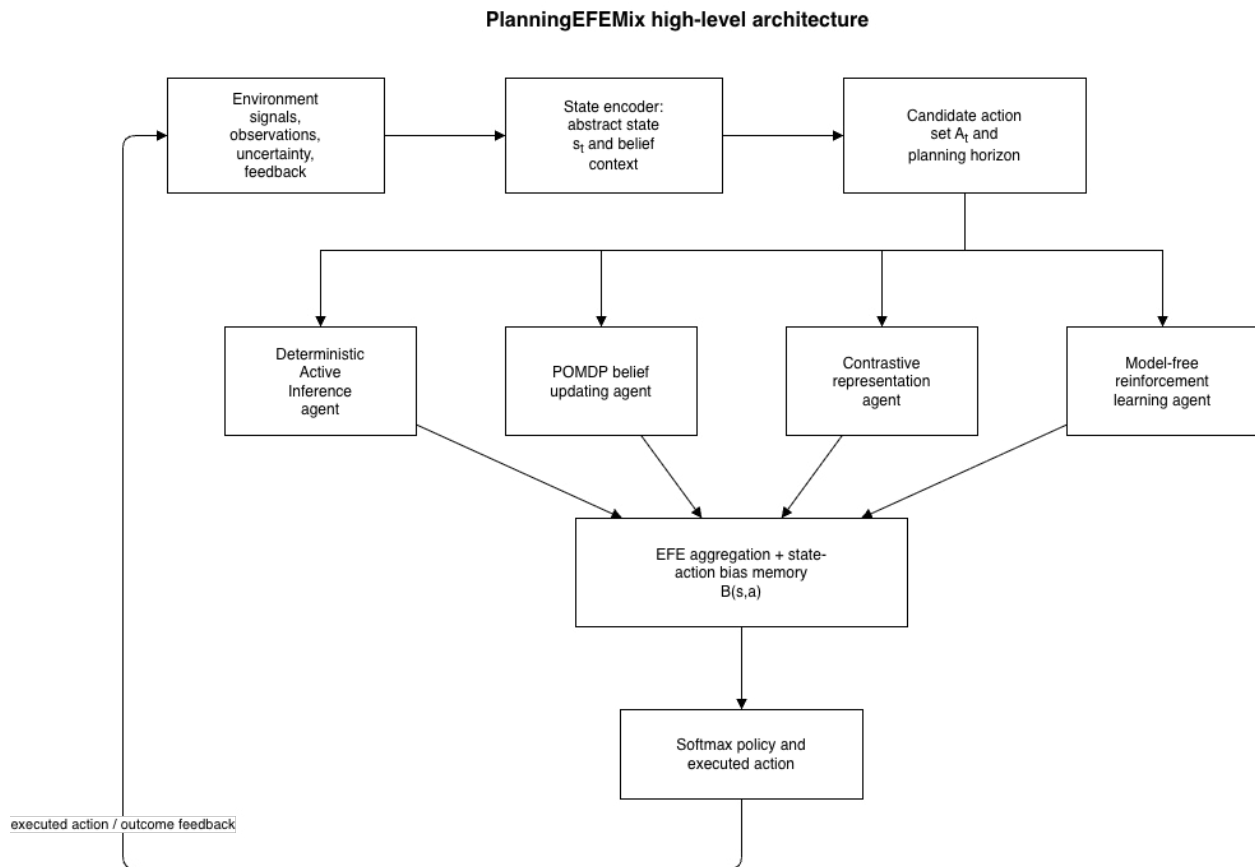 PlanningEFEMix high-level architecture
Environment
signals,
observations,
uncertainty,
feedback
State encoder:
abstract state
s_t and belief
context
Candidate action
set A_t and
planning horizon
Deterministic
Active
Inference
agent
POMDP belief
updating agent
Contrastive
representation
agent
Model-free
reinforcement
learning agent
EFE aggregation + state-
action bias memory
B(s,a)
Softmax policy and
executed action
executed action / outcome feedback